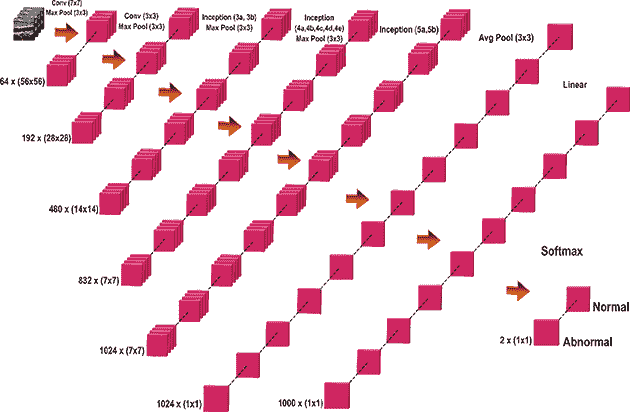 Conv (7x7)
Max Pool (3x3)
Conv (3x3)
Max Pool (3x3)
Inception (3a, 3b)
Max Pool (3x3)
Inception
(4a,4b,4c,4d,4e)
Max Pool (3x3)
Inception (5a,5b)
Avg Pool (3x3)
Linear
64 x (56x56)
192 x (28x28)
480 x (14x14)
832 x (7x7)
1024 x (7x7)
1024 x (1x1)
1000 x (1x1)
Softmax
Normal
2 x (1x1)
Abnormal